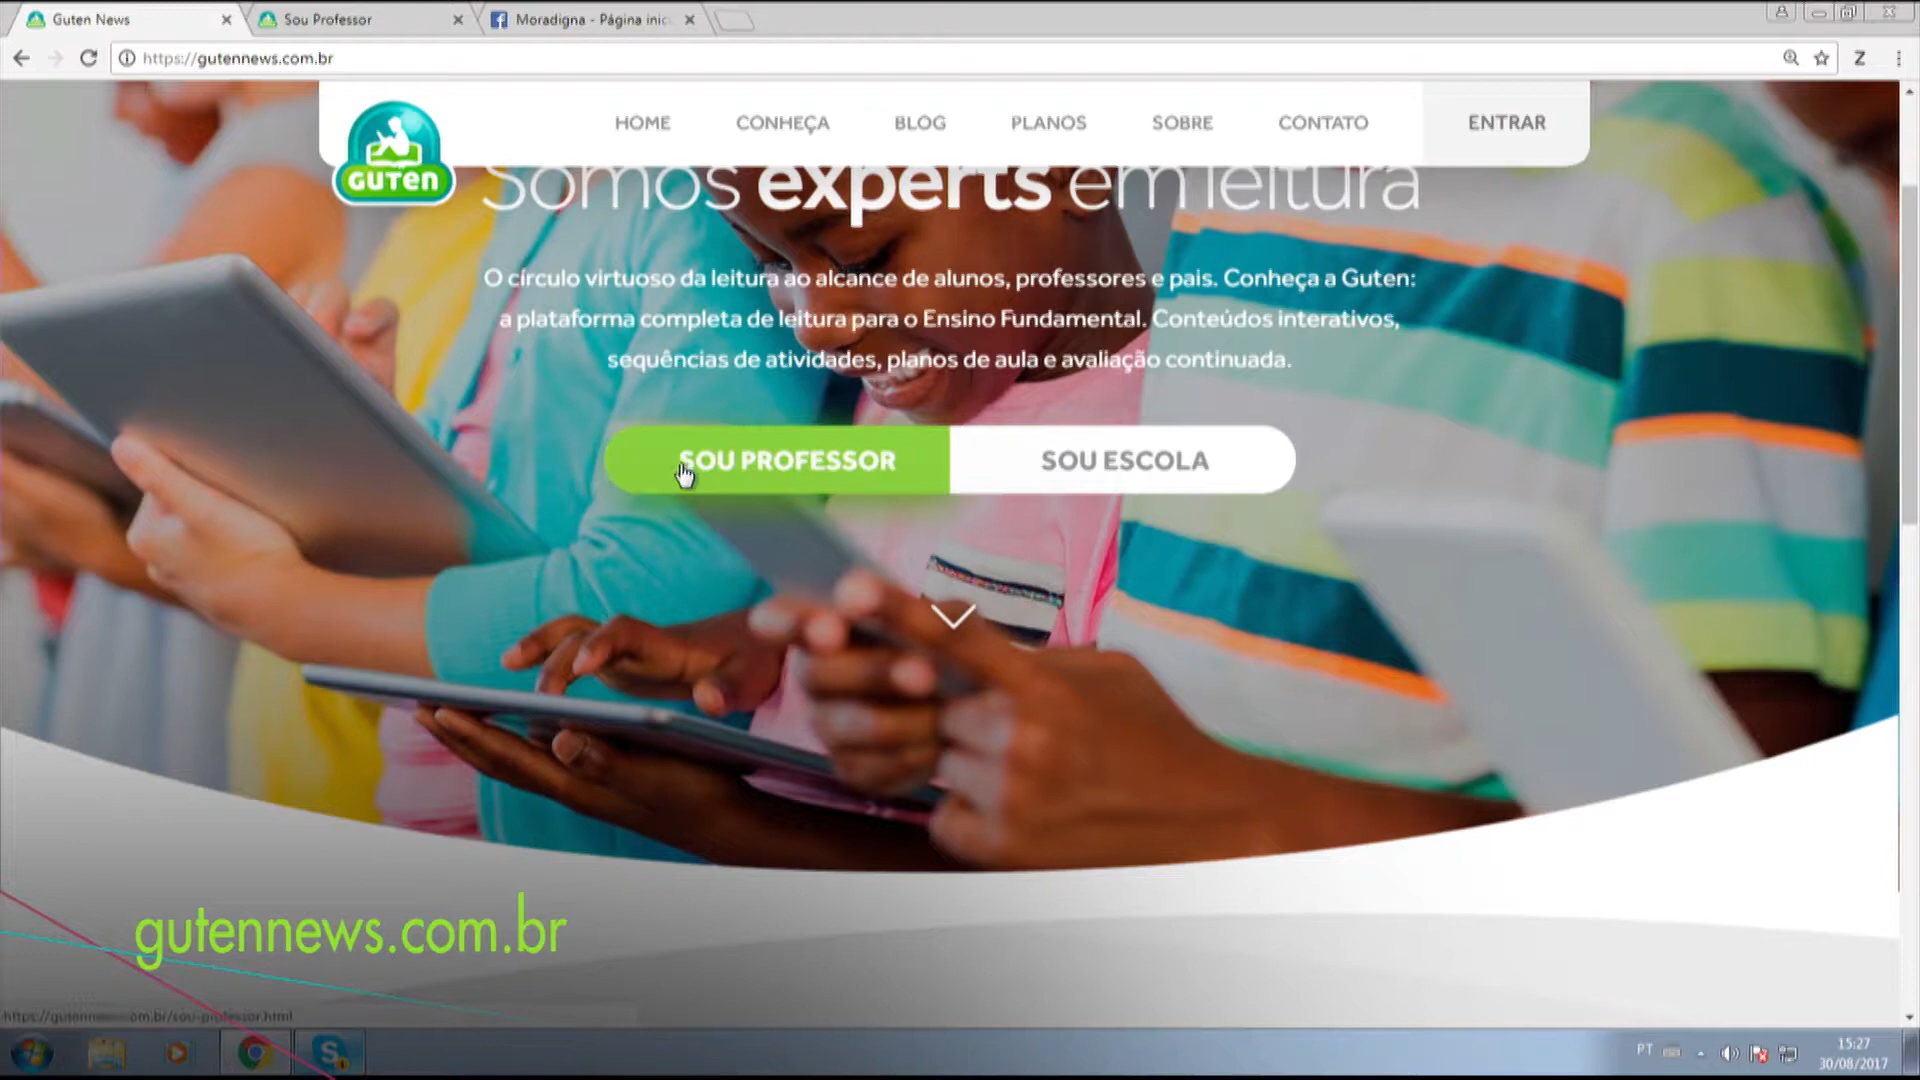 Guten News
Sou Professor
Moradigna - Página inic
https://gutennews.com.br
Z
HOME
CONHEÇA
BLOG
PLANOS
SOBRE
CONTATO
ENTRAR
GUTEN
Somos experts em leitura
O círculo virtuoso da leitura ao alcance de alunos, professores e pais. Conheça a Guten:
a plataforma completa de leitura para o Ensino Fundamental. Conteúdos interativos,
sequências de atividades, planos de aula e avaliação continuada.
SOU PROFESSOR
SOU ESCOLA
gutennews.com.br
PT
15:27
30/08/2017